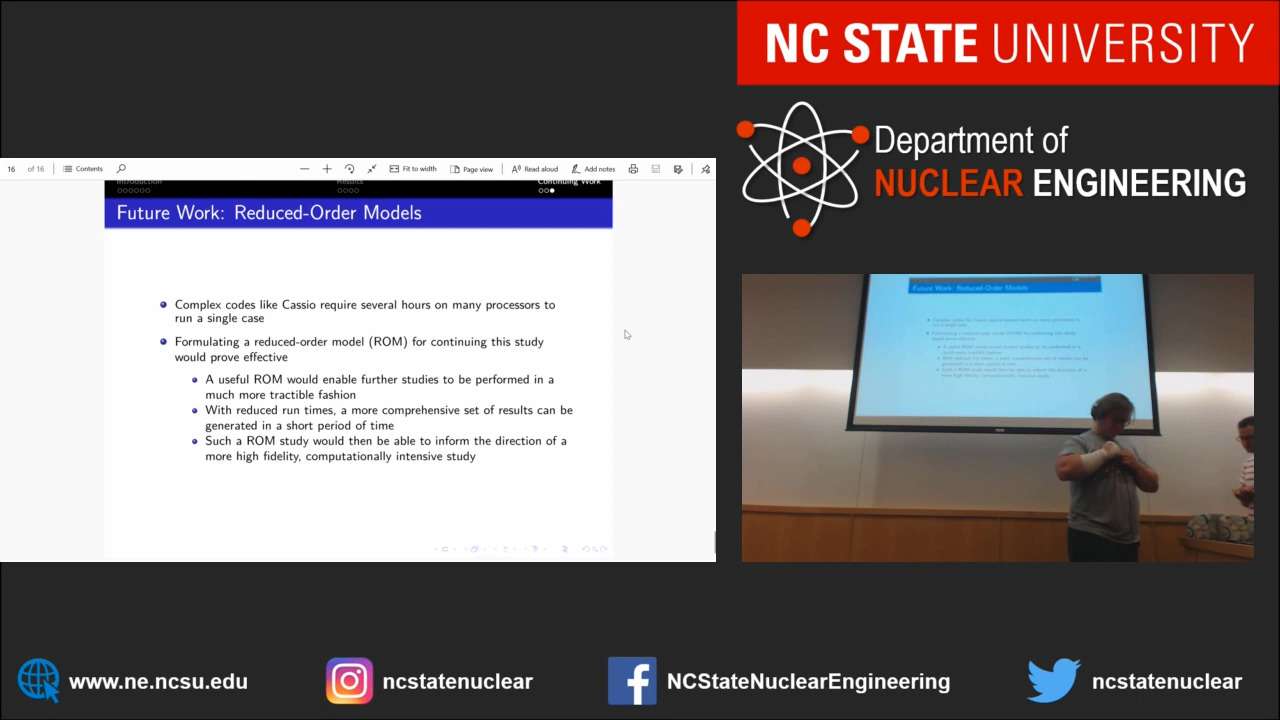 NC STATE UNIVERSITY
Department of
NUCLEAR ENGINEERING
16 of 16 Contents Fit to width Page view Read aloud Add notes
Introduction Results Continuing Work
Future Work: Reduced-Order Models
Complex codes like Cassio require several hours on many processors to
run a single case
Formulating a reduced-order model (ROM) for continuing this study
would prove effective
A useful ROM would enable further studies to be performed in a
much more tractible fashion
With reduced run times, a more comprehensive set of results can be
generated in a short period of time
Such a ROM study would then be able to inform the direction of a
more high fidelity, computationally intensive study
Future Work: Reduced-Order Models
www.ne.ncsu.edu
ncstatenuclear
NCStateNuclearEngineering
ncstatenuclear